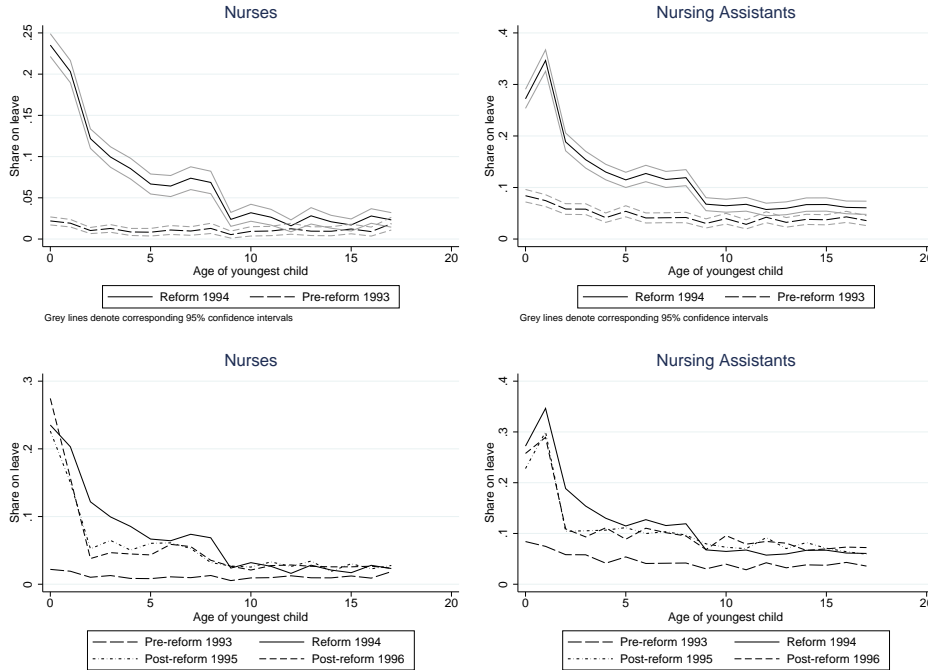 Nurses
Share on leave
0 .05 .1 .15 .2 .25
0 5 10 15 20
Age of youngest child
Reform 1994 Pre-reform 1993
Grey lines denote corresponding 95% confidence intervals
Nursing Assistants
Share on leave
0 .1 .2 .3 .4
0 5 10 15 20
Age of youngest child
Reform 1994 Pre-reform 1993
Grey lines denote corresponding 95% confidence intervals
Nurses
Share on leave
0 .1 .2 .3
0 5 10 15 20
Age of youngest child
Pre-reform 1993 Reform 1994
Post-reform 1995 Post-reform 1996
Nursing Assistants
Share on leave
0 .1 .2 .3 .4
0 5 10 15 20
Age of youngest child
Pre-reform 1993 Reform 1994
Post-reform 1995 Post-reform 1996